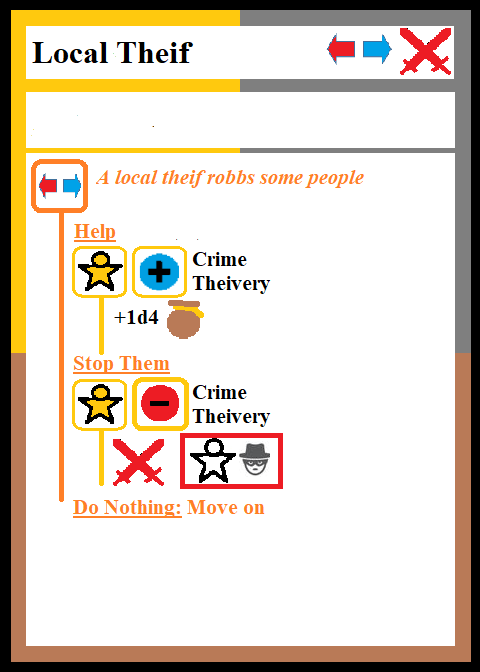 Local Theif
A local theif robbs some people
Help
Crime
Theivery
+1d4
Stop Them
Crime
Theivery
Do Nothing: Move on